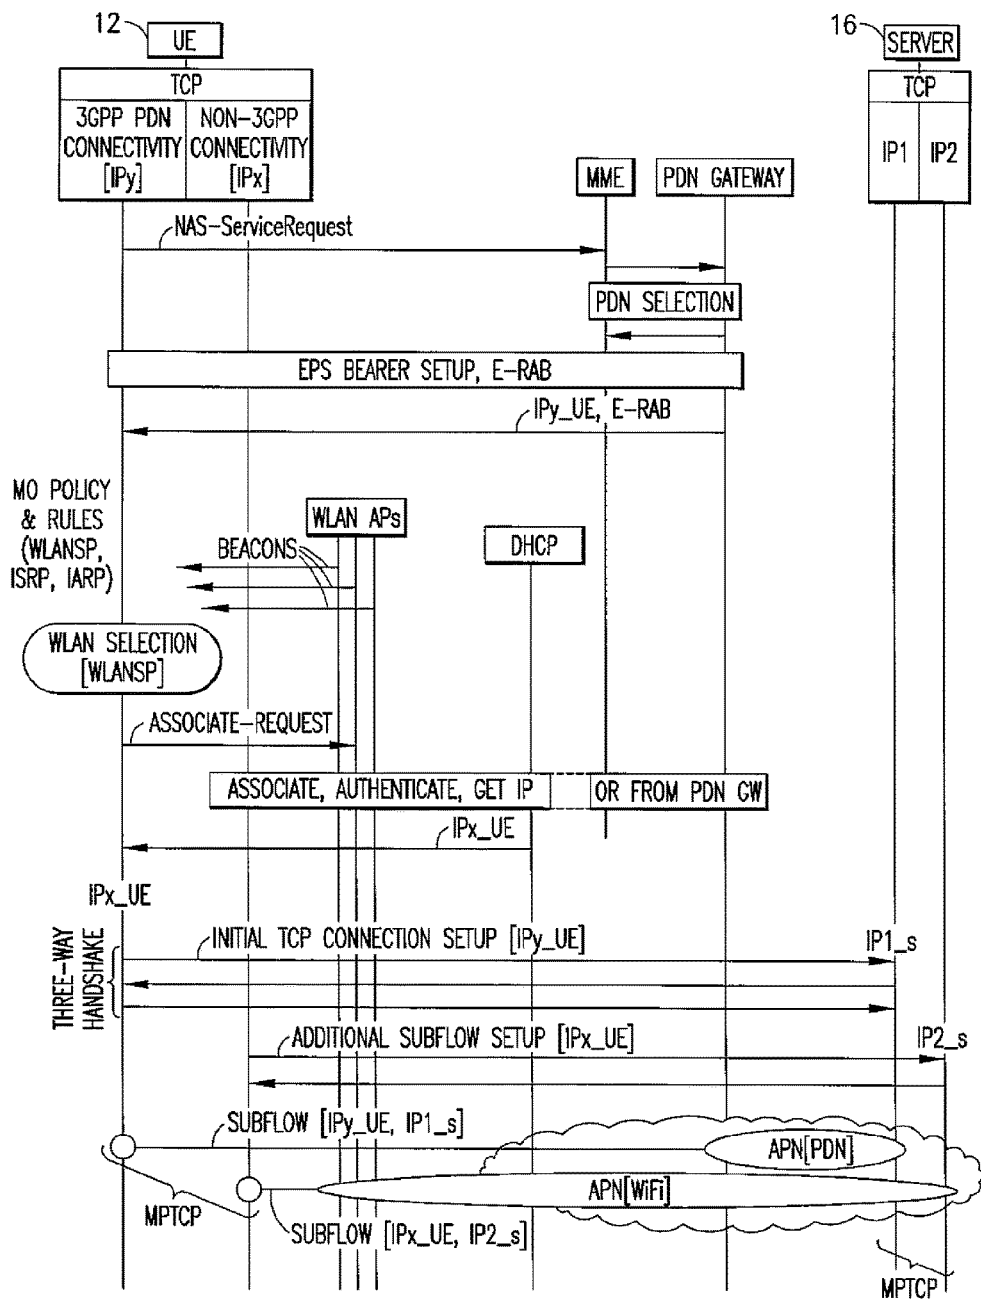 12
UE
TCP
3GPP PDN
CONNECTIVITY
[IPy]
NON-3GPP
CONNECTIVITY
[IPx]
16
SERVER
TCP
IP1
IP2
MME
PDN GATEWAY
NAS-ServiceRequest
PDN SELECTION
EPS BEARER SETUP, E-RAB
IPy_UE, E-RAB
MO POLICY
& RULES
(WLANSP,
ISRP, IARP)
WLAN APs
BEACONS
DHCP
WLAN SELECTION
[WLANSP]
ASSOCIATE-REQUEST
ASSOCIATE, AUTHENTICATE, GET IP
OR FROM PDN GW
IPx_UE
IPx_UE
THREE-WAY
HANDSHAKE
INITIAL TCP CONNECTION SETUP [IPy_UE]
IP1_s
ADDITIONAL SUBFLOW SETUP [IPx_UE]
IP2_s
SUBFLOW [IPy_UE, IP1_s]
APN[PDN]
APN[WiFi]
MPTCP
SUBFLOW [IPx_UE, IP2_s]
MPTCP